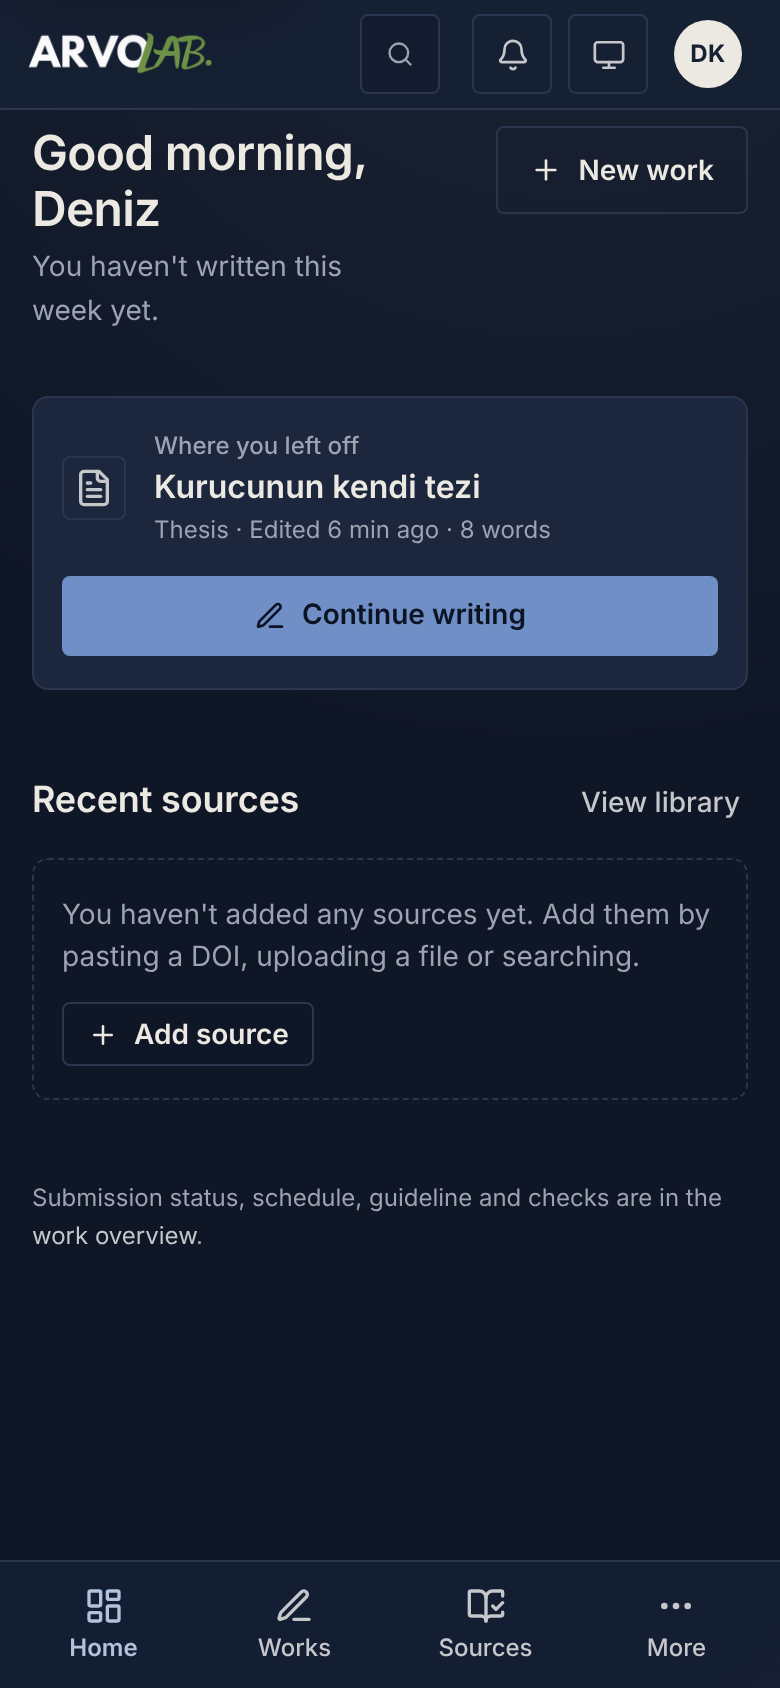 ARVOLAB.
DK
Good morning,
Deniz
New work
You haven't written this
week yet.
Where you left off
Kurucunun kendi tezi
Thesis · Edited 6 min ago · 8 words
Continue writing
Recent sources
View library
You haven't added any sources yet. Add them by
pasting a DOI, uploading a file or searching.
Add source
Submission status, schedule, guideline and checks are in the
work overview.
Home
Works
Sources
More